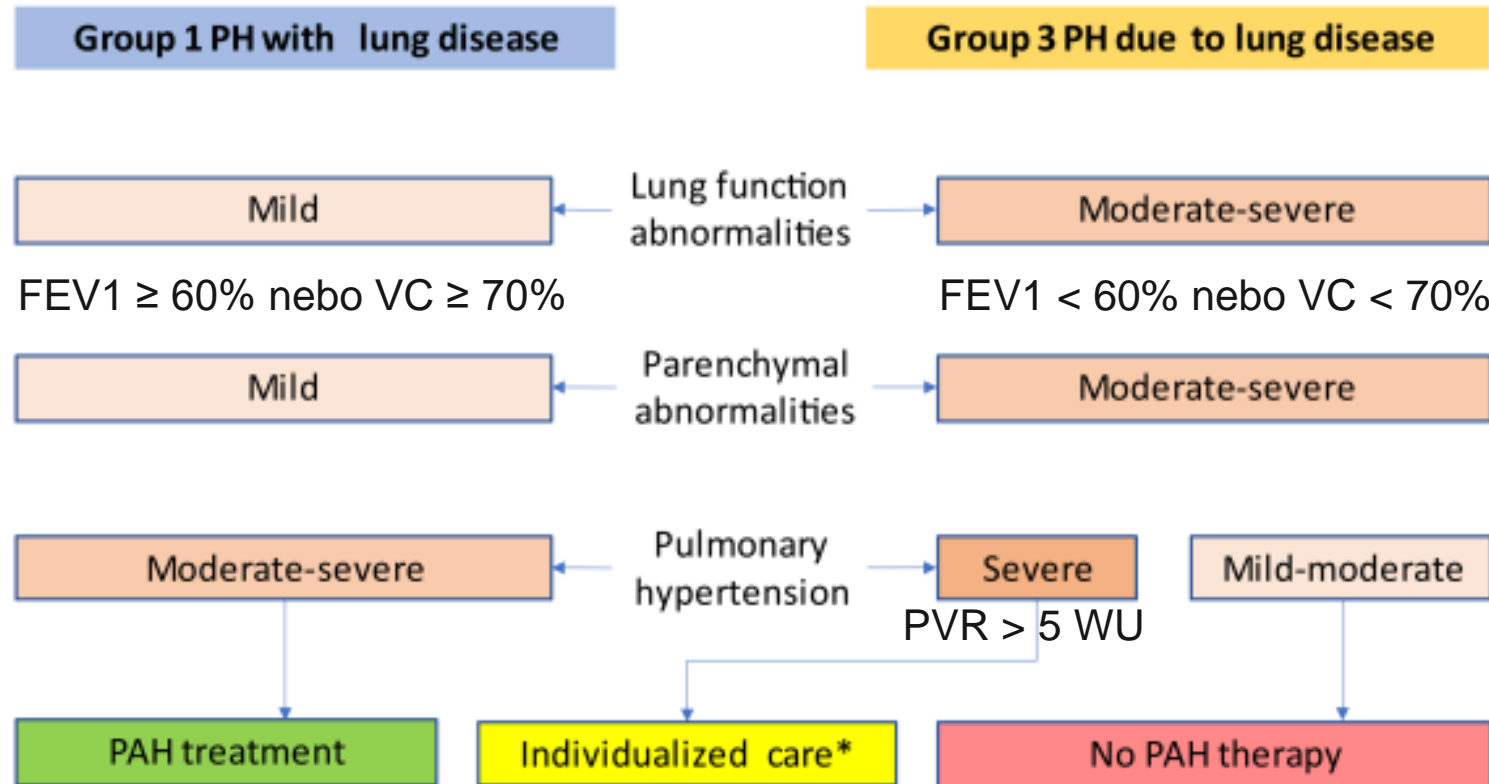 Group 1 PH with lung disease
Group 3 PH due to lung disease
Mild
Lung function
abnormalities
Moderate-severe
FEV1 ≥ 60% nebo VC ≥ 70%
FEV1 < 60% nebo VC < 70%
Mild
Parenchymal
abnormalities
Moderate-severe
Moderate-severe
Pulmonary
hypertension
Severe
Mild-moderate
PVR > 5 WU
PAH treatment
Individualized care*
No PAH therapy